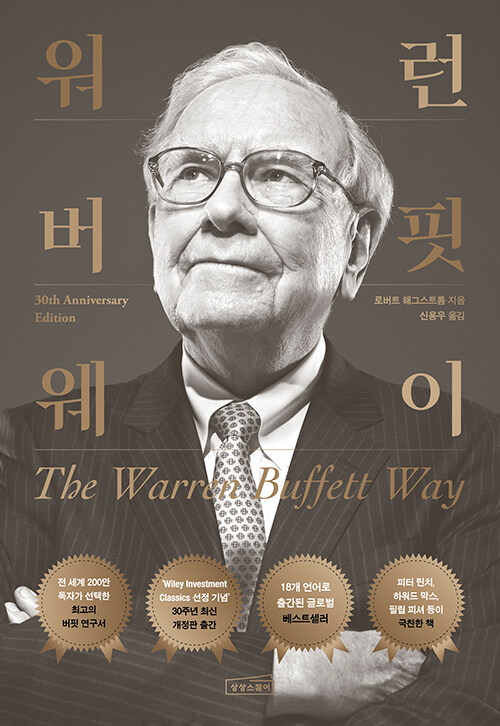 워런
버핏
30th Anniversary
Edition
로버트 해그스트롬 지음
신용우 옮김
웨이
The Warren Buffett Way
전 세계 200만
독자가 선택한
최고의
버핏 연구서
'Wiley Investment
Classics 선정 기념'
30주년 최신
개정판 출간
18개 언어로
출간된 글로벌
베스트셀러
피터 린치,
하워드 막스,
필립 피셔 등이
극찬한 책
상상스퀘어